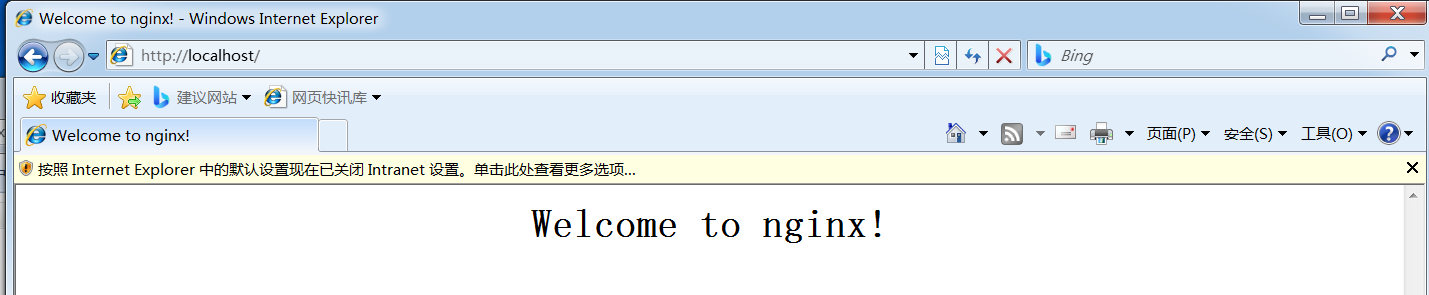 Welcome to nginx! - Windows Internet Explorer
http://localhost/
Bing
收藏夹 建议网站 网页快讯库
Welcome to nginx! 页面(P) 安全(S) 工具(O)
按照 Internet Explorer 中的默认设置现在已关闭 Intranet 设置。单击此处查看更多选项...
Welcome to nginx!